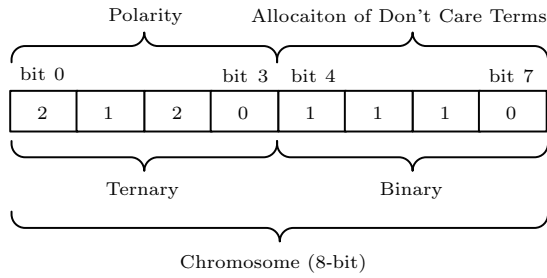 Polarity Allocaiton of Don't Care Terms
bit 0 bit 3 bit 4 bit 7
2 1 2 0 1 1 1 0
Ternary Binary
Chromosome (8-bit)